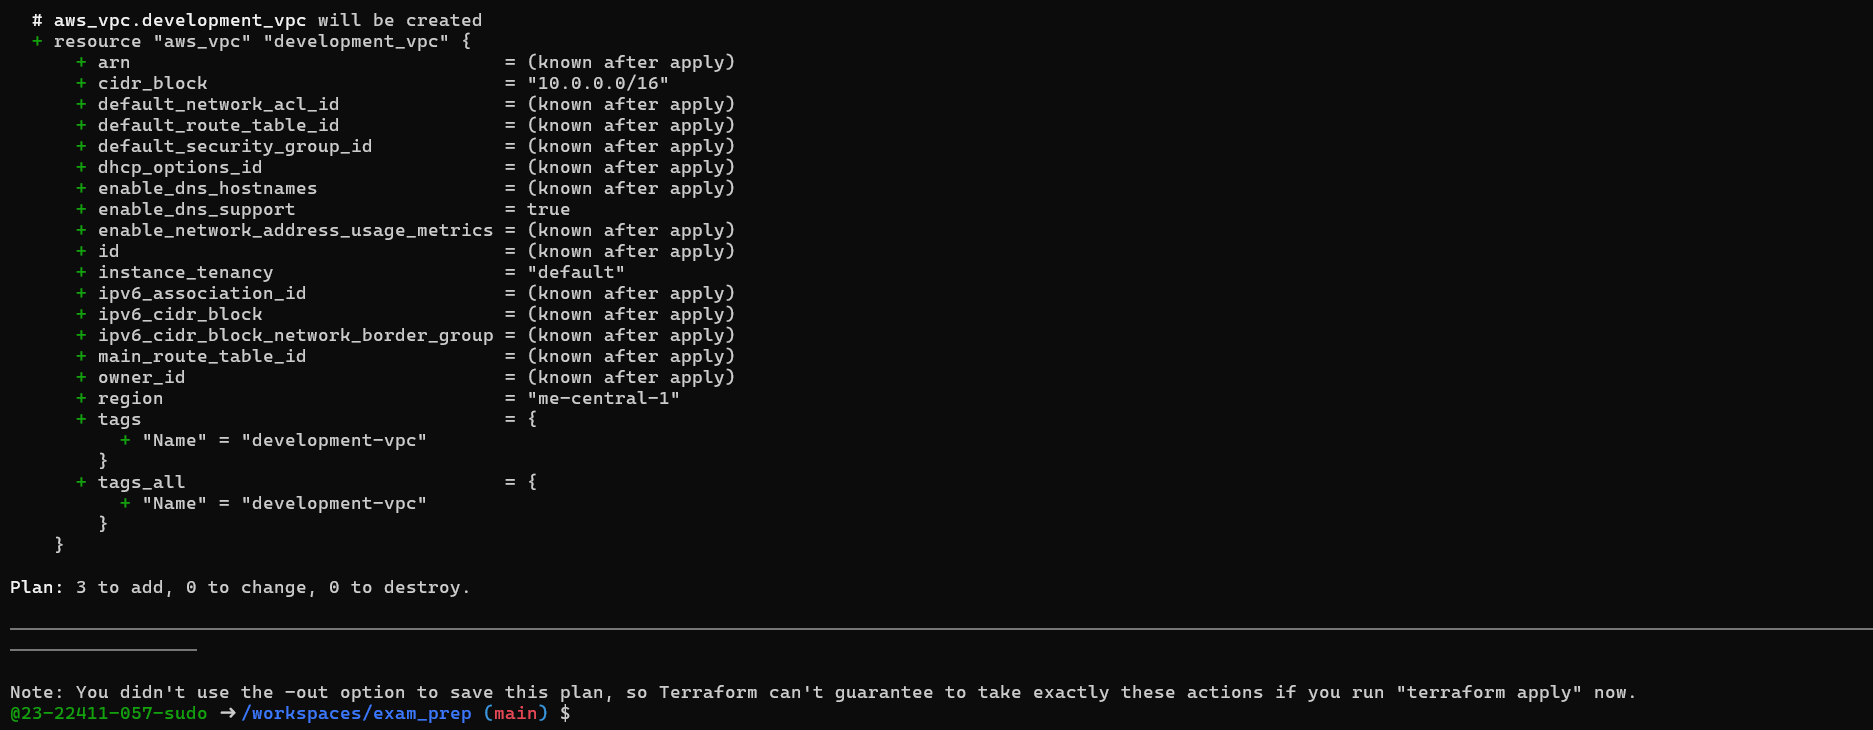 # aws_vpc.development_vpc will be created
+ resource "aws_vpc" "development_vpc" {
+ arn = (known after apply)
+ cidr_block = "10.0.0.0/16"
+ default_network_acl_id = (known after apply)
+ default_route_table_id = (known after apply)
+ default_security_group_id = (known after apply)
+ dhcp_options_id = (known after apply)
+ enable_dns_hostnames = (known after apply)
+ enable_dns_support = true
+ enable_network_address_usage_metrics = (known after apply)
+ id = (known after apply)
+ instance_tenancy = "default"
+ ipv6_association_id = (known after apply)
+ ipv6_cidr_block = (known after apply)
+ ipv6_cidr_block_network_border_group = (known after apply)
+ main_route_table_id = (known after apply)
+ owner_id = (known after apply)
+ region = "me-central-1"
+ tags = {
+ "Name" = "development-vpc"
}
+ tags_all = {
+ "Name" = "development-vpc"
}
}
Plan: 3 to add, 0 to change, 0 to destroy.
Note: You didn't use the -out option to save this plan, so Terraform can't guarantee to take exactly these actions if you run "terraform apply" now.
@23-22411-057-sudo ➜ /workspaces/exam_prep (main) $